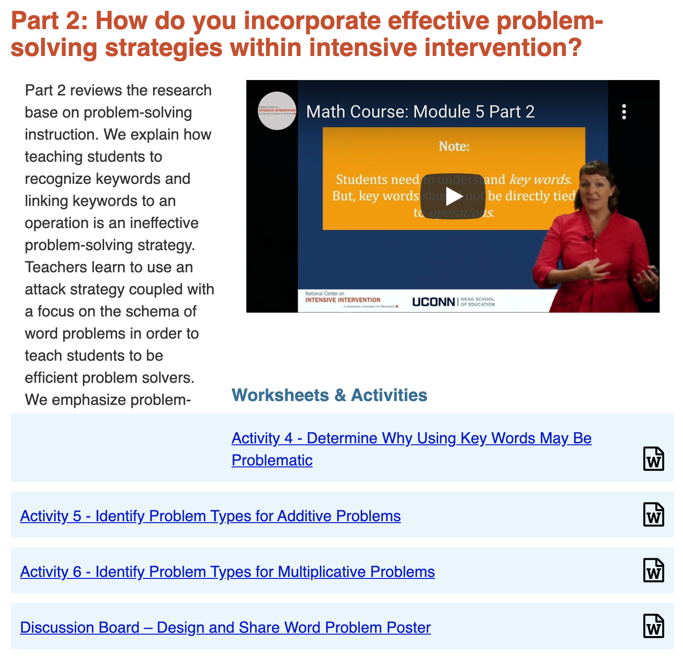 Part 2: How do you incorporate effective problem-
solving strategies within intensive intervention?
Part 2 reviews the research
base on problem-solving
instruction. We explain how
teaching students to
recognize keywords and
linking keywords to an
operation is an ineffective
problem-solving strategy.
Teachers learn to use an
attack strategy coupled with
a focus on the schema of
word problems in order to
teach students to be
efficient problem solvers.
We emphasize problem-
Math Course: Module 5 Part 2
Note:
Students need to understand key words.
But, key words should not be directly tied
to operations.
National Center on
INTENSIVE INTERVENTION
UCONN | NEAG SCHOOL
OF EDUCATION
Worksheets & Activities
Activity 4 - Determine Why Using Key Words May Be
Problematic
Activity 5 - Identify Problem Types for Additive Problems
Activity 6 - Identify Problem Types for Multiplicative Problems
Discussion Board – Design and Share Word Problem Poster